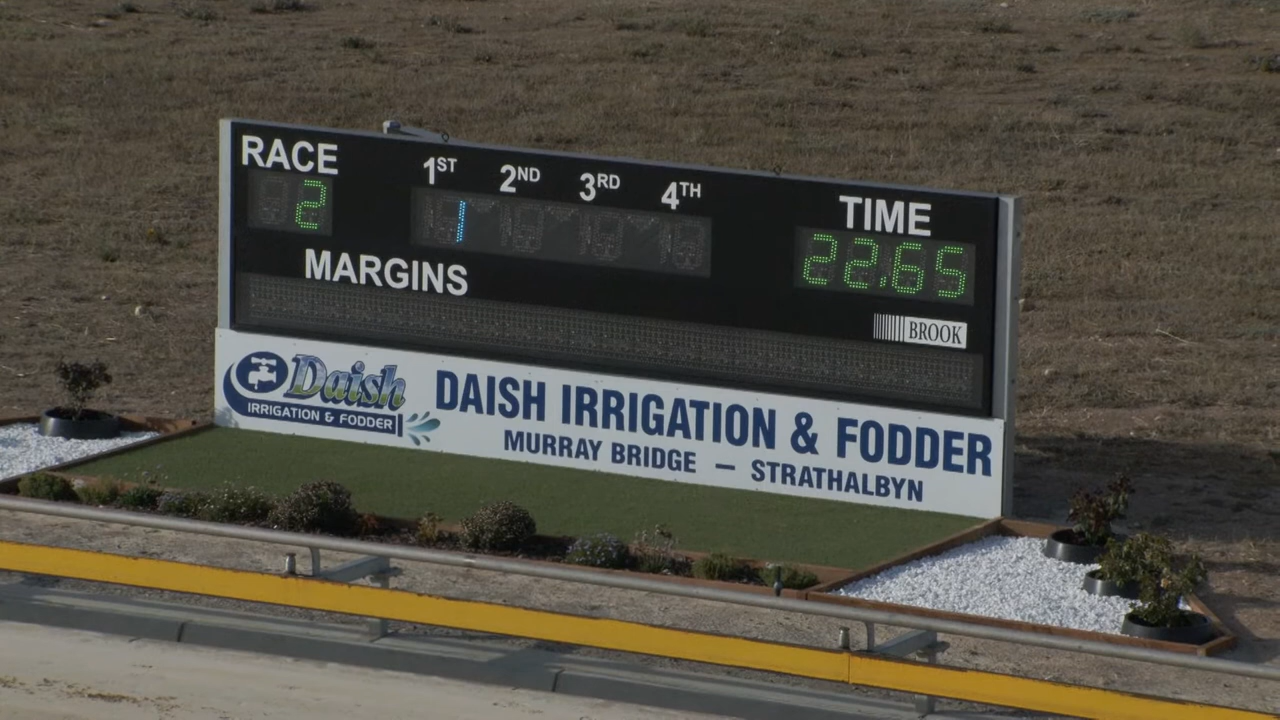 RACE 1ST 2ND 3RD 4TH TIME
2 1 22.65
MARGINS
BROOK
Daish
IRRIGATION & FODDER
DAISH IRRIGATION & FODDER
MURRAY BRIDGE – STRATHALBYN